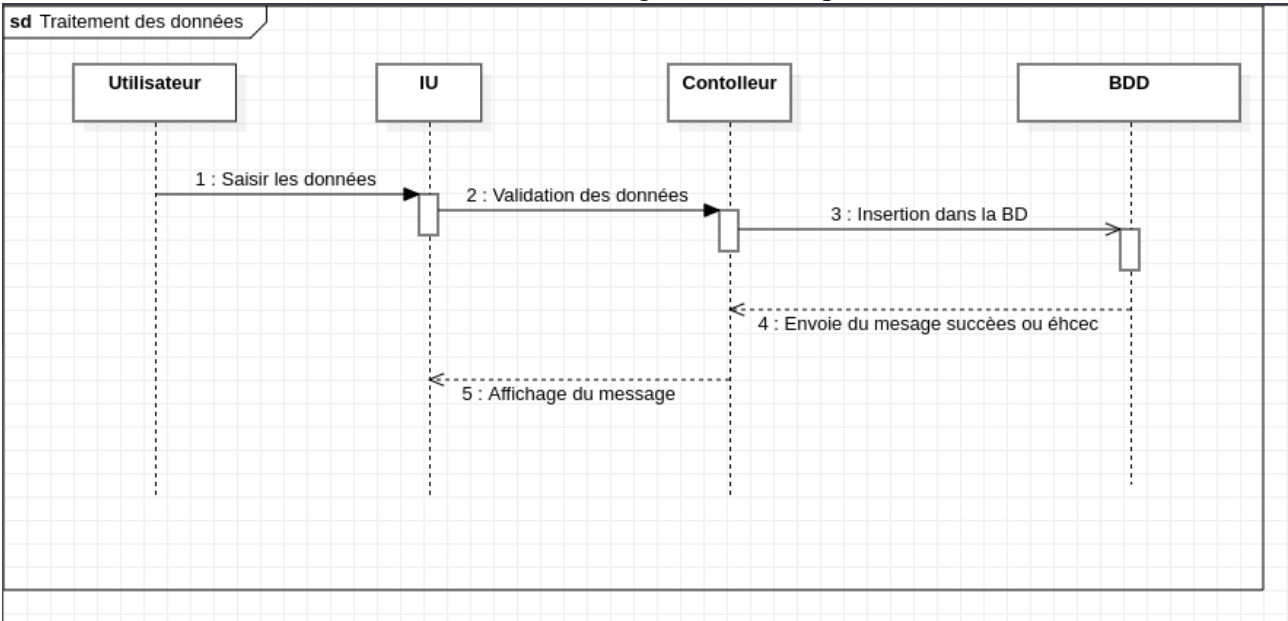 sd Traitement des données
Utilisateur
IU
Contolleur
BDD
1 : Saisir les données
2 : Validation des données
3 : Insertion dans la BD
4 : Envoie du mesage succèes ou éhcec
5 : Affichage du message